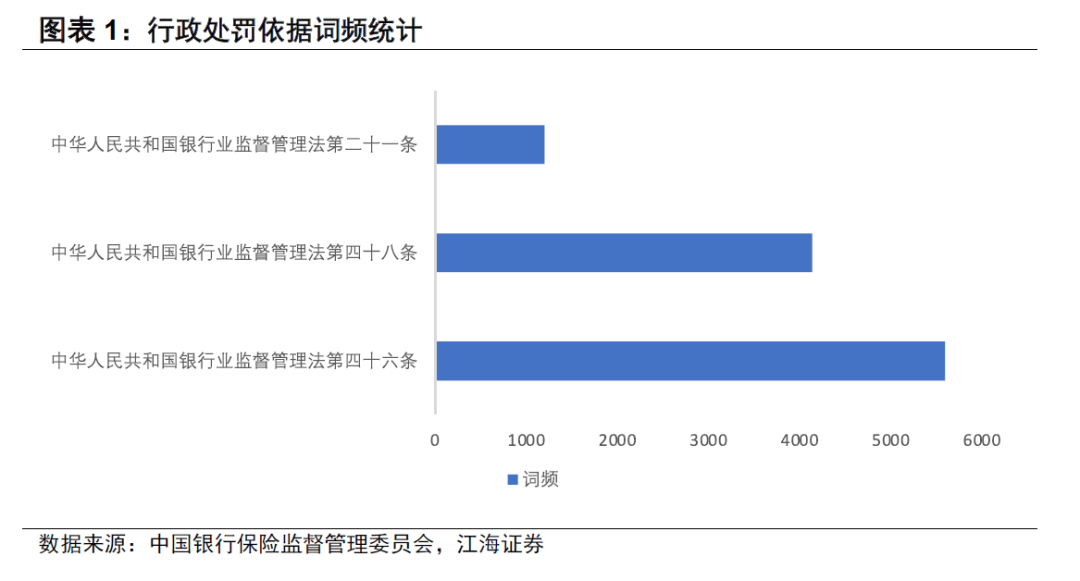 图表 1：行政处罚依据词频统计
中华人民共和国银行业监督管理法第二十一条
中华人民共和国银行业监督管理法第四十八条
中华人民共和国银行业监督管理法第四十六条
0 1000 2000 3000 4000 5000 6000
词频
数据来源：中国银行保险监督管理委员会，江海证券